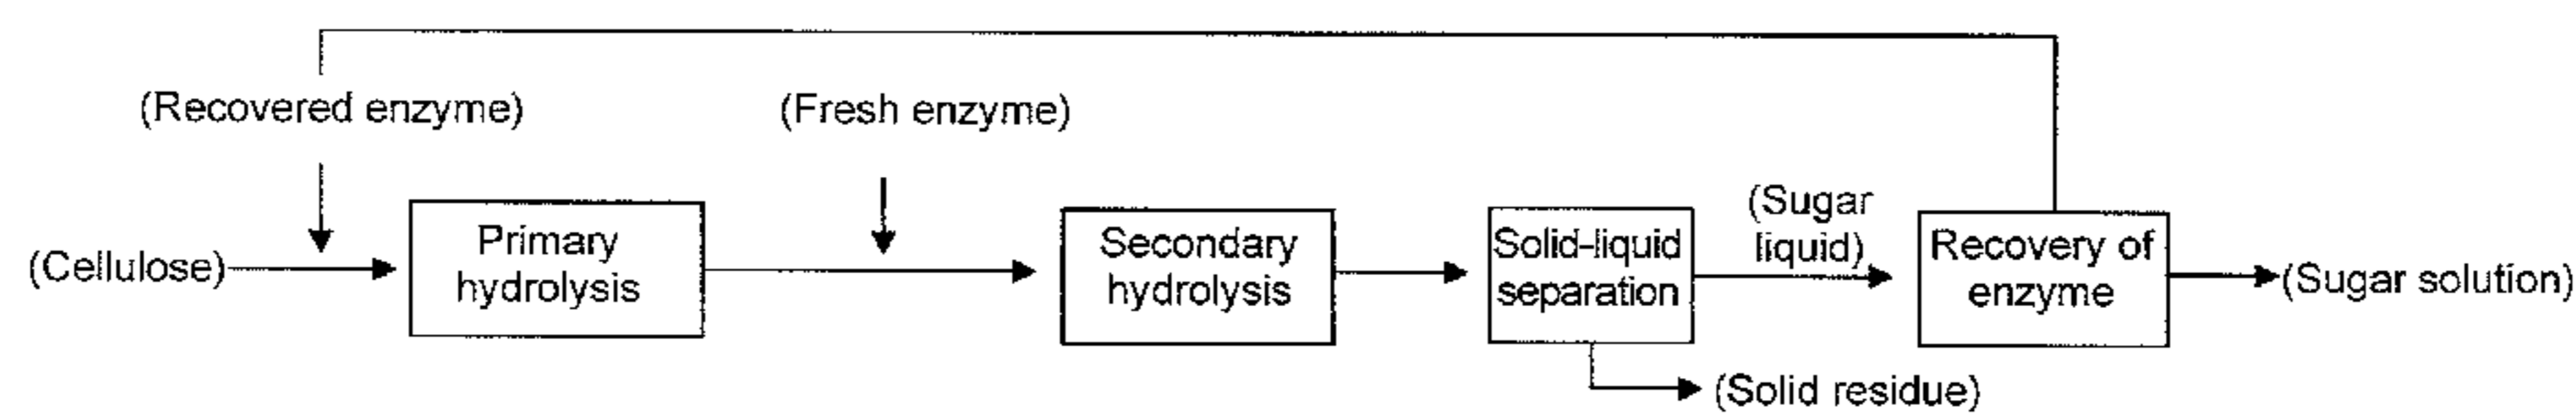 (Recovered enzyme)
(Fresh enzyme)
(Cellulose)
Primary
hydrolysis
Secondary
hydrolysis
Solid-liquid
separation
(Sugar
liquid)
Recovery of
enzyme
(Sugar solution)
(Solid residue)